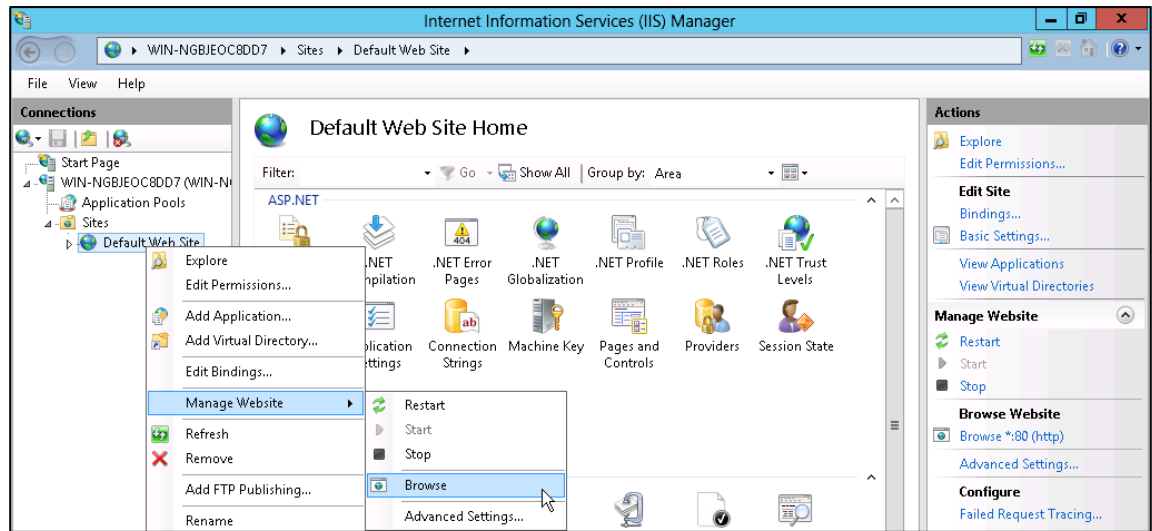 Internet Information Services (IIS) Manager
WIN-NGBJEOC8DD7 Sites Default Web Site
File View Help
Connections
Start Page
WIN-NGBJEOC8DD7 (WIN-N
Application Pools
Sites
Default Web Site
Explore
Edit Permissions...
Add Application...
Add Virtual Directory...
Edit Bindings...
Manage Website
Refresh
Remove
Add FTP Publishing...
Rename
Restart
Start
Stop
Browse
Advanced Settings...
Default Web Site Home
Filter: Go Show All Group by: Area
ASP.NET
.NET Error Pages
404
.NET Globalization
.NET Profile
.NET Roles
.NET Trust Levels
ab
Connection Strings
Machine Key
Pages and Controls
Providers
Session State
Actions
Explore
Edit Permissions...
Edit Site
Bindings...
Basic Settings...
View Applications
View Virtual Directories
Manage Website
Restart
Start
Stop
Browse Website
Browse *:80 (http)
Advanced Settings...
Configure
Failed Request Tracing...